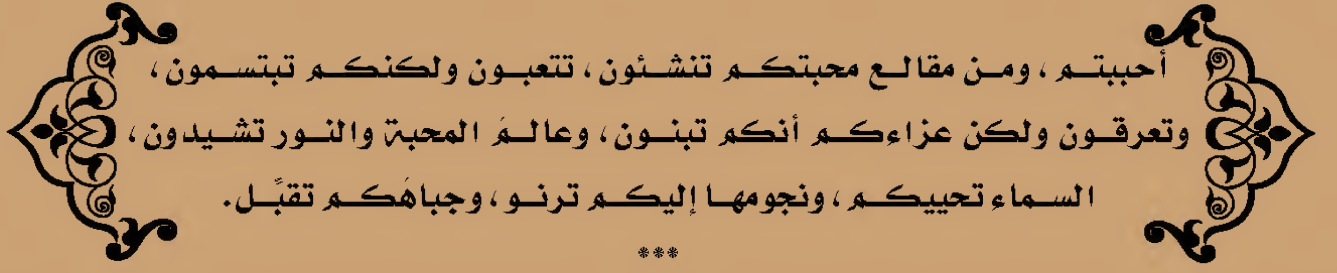 أحببتم، ومن مقالع محبتكم تنشئون، تتعبون ولكنكم تبتسمون،
وتعرقون ولكن عزاءكم أنكم تبنون، وعالمَ المحبة والنور تشيدون،
السماء تحييكم، ونجومها إليكم ترنو، وجباهَكم تقبِّل.
***